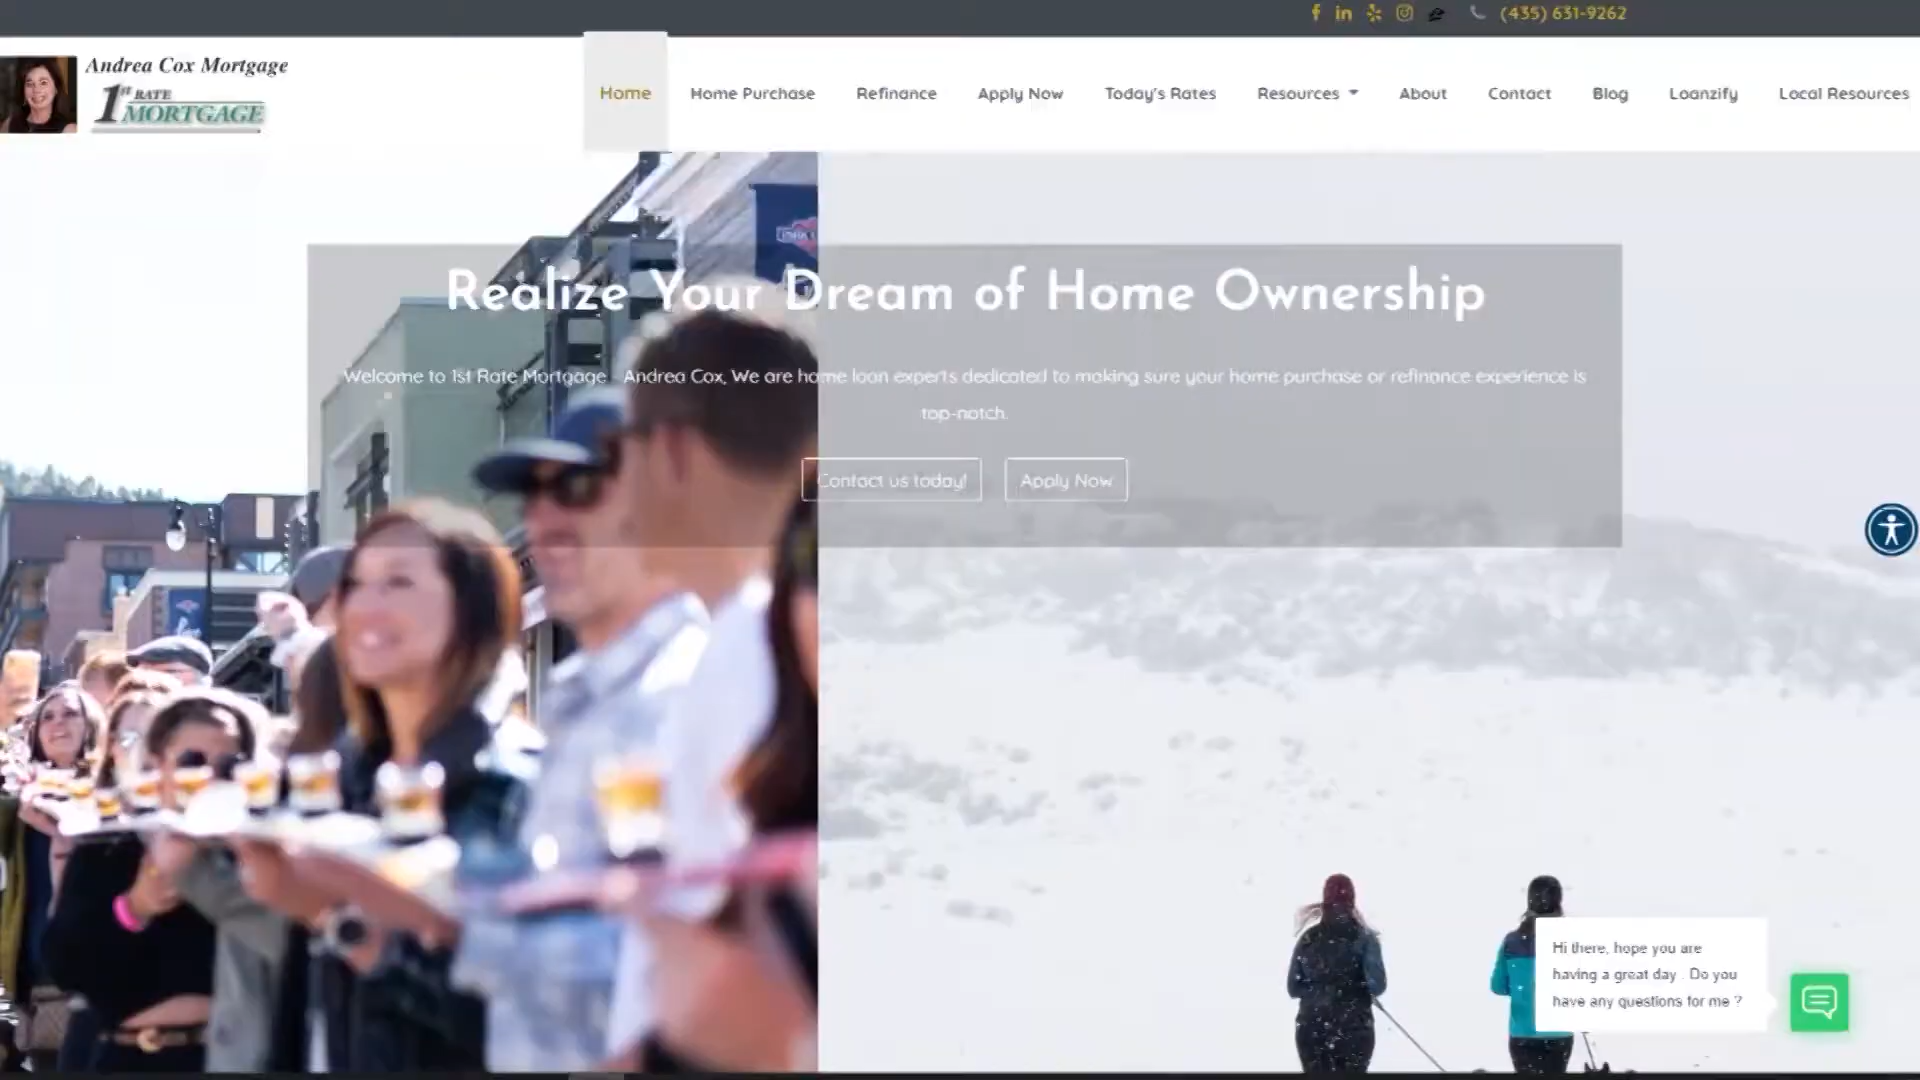 (435) 631-9262
Andrea Cox Mortgage
1st RATE
MORTGAGE
Home
Home Purchase
Refinance
Apply Now
Today's Rates
Resources
About
Contact
Blog
Loanzify
Local Resources
Realize Your Dream of Home Ownership
Welcome to 1st Rate Mortgage - Andrea Cox, We are home loan experts dedicated to making sure your home purchase or refinance experience is
top-notch.
Contact us today!
Apply Now
Hi there, hope you are
having a great day . Do you
have any questions for me ?